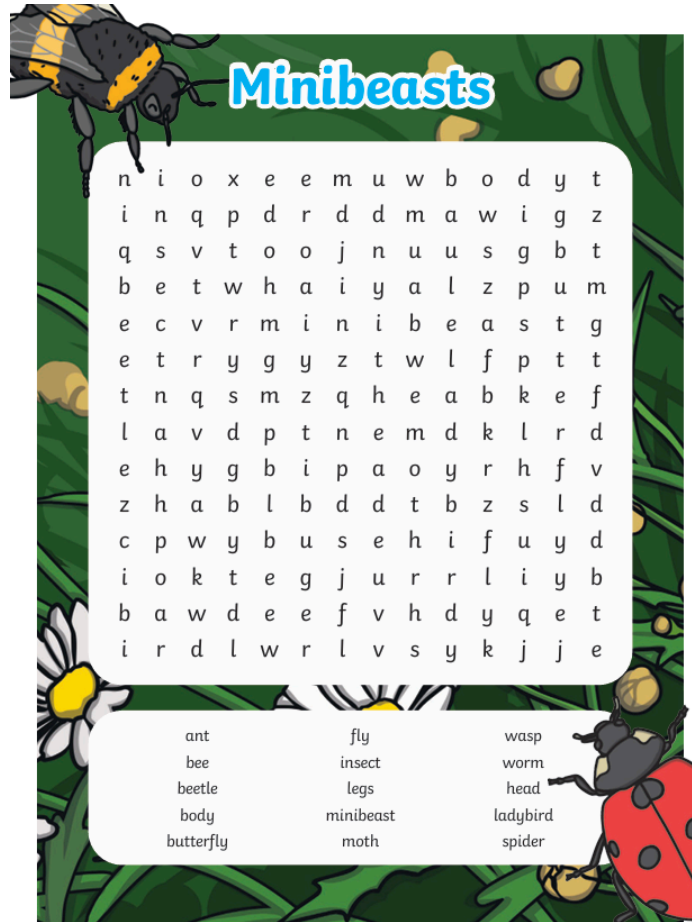 Minibeasts
n i o x e e m u w b o d y t
i n q p d r d d m a w i g z
q s v t o o j n u u s g b t
b e t w h a i y a l z p u m
e c v r m i n i b e a s t g
e t r y g y z t w l f p t t
t n q s m z q h e a b k e f
l a v d p t n e m d k l r d
e h y g b i p a o y r h f v
z h a b l b d d t b z s l d
c p w y b u s e h i f u y d
i o k t e g j u r r l i y b
b a w d e e f v h d y q e t
i r d l w r l v s y k j j e
ant fly wasp
bee insect worm
beetle legs head
body minibeast ladybird
butterfly moth spider